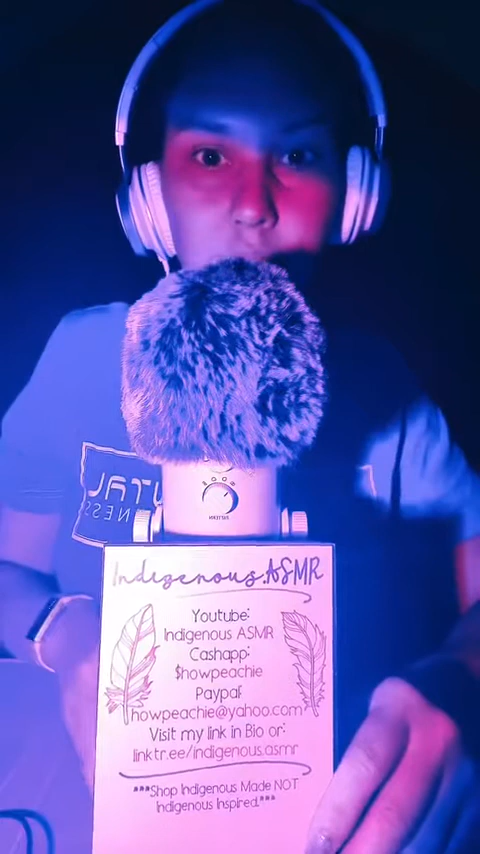 Indigenous.ASMR
Youtube:
Indigenous ASMR
Cashapp:
$howpeachie
Paypal:
howpeachie@yahoo.com
Visit my link in Bio or:
linktr.ee/indigenous.asmr
***Shop Indigenous Made NOT
Indigenous Inspired.***